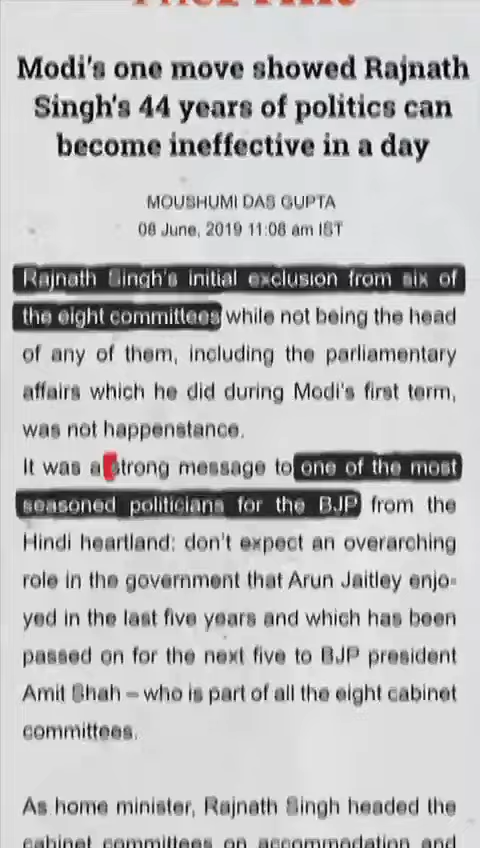 Modi's one move showed Rajnath
Singh's 44 years of politics can
become ineffective in a day
MOUSHUMI DAS GUPTA
08 June, 2019 11:08 am IST
Rajnath Singh's initial exclusion from six of
the eight committees while not being the head
of any of them, including the parliamentary
affairs which he did during Modi's first term,
was not happenstance.
It was a strong message to one of the most
seasoned politicians for the BJP from the
Hindi heartland: don't expect an overarching
role in the government that Arun Jaitley enjo-
yed in the last five years and which has been
passed on for the next five to BJP president
Amit Shah – who is part of all the eight cabinet
committees.
As home minister, Rajnath Singh headed the
cabinet committees on accommodation and